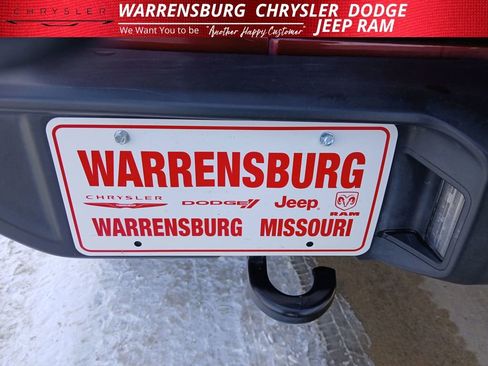 CHRYSLER
WARRENSBURG CHRYSLER DODGE
JEEP RAM
We Want You to be "Another Happy Customer"
WARRENSBURG
CHRYSLER DODGE Jeep RAM
WARRENSBURG MISSOURI